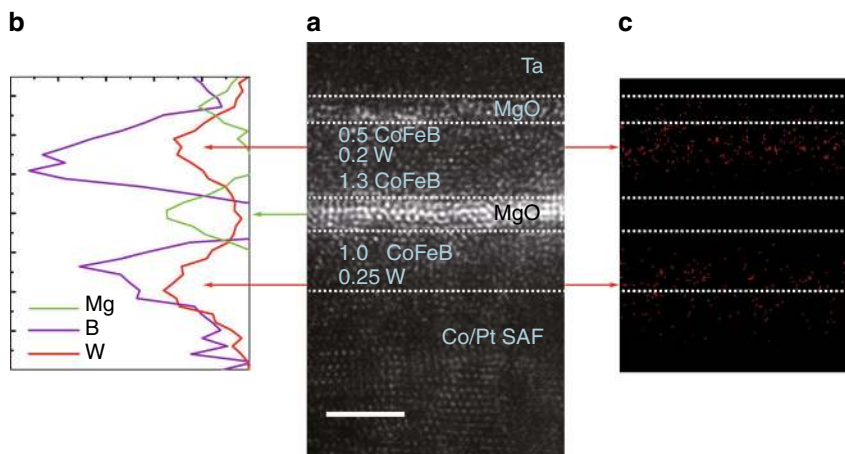 b
a
c
Ta
MgO
0.5 CoFeB
0.2 W
1.3 CoFeB
MgO
1.0 CoFeB
0.25 W
Co/Pt SAF
Mg
B
W